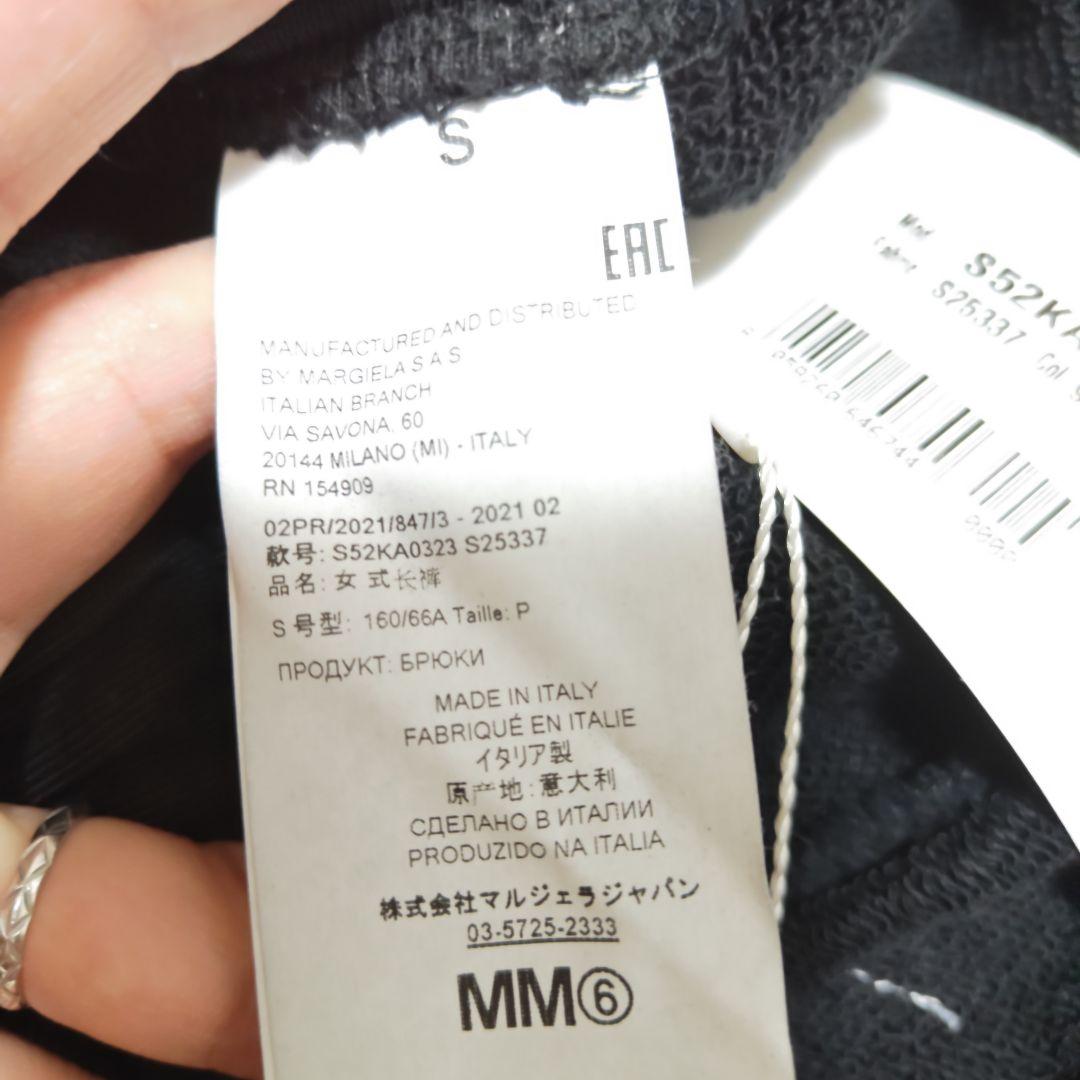 S
EAC
MANUFACTURED AND DISTRIBUTED
BY MARGIELA S A S
ITALIAN BRANCH
VIA SAVONA, 60
20144 MILANO (MI) - ITALY
RN 154909
02PR/2021/847/3 - 2021 02
款号: S52KA0323 S25337
品名: 女 式长裤
S 号型: 160/66A Taille: P
ПРОДУКТ: БРЮКИ
MADE IN ITALY
FABRIQUÉ EN ITALIE
イタリア製
原产地:意大利
СДЕЛАНО В ИТАЛИИ
PRODUZIDO NA ITALIA
株式会社マルジェラジャパン
03-5725-2333
MM⑥
Mod
S52KA
S25337 Col